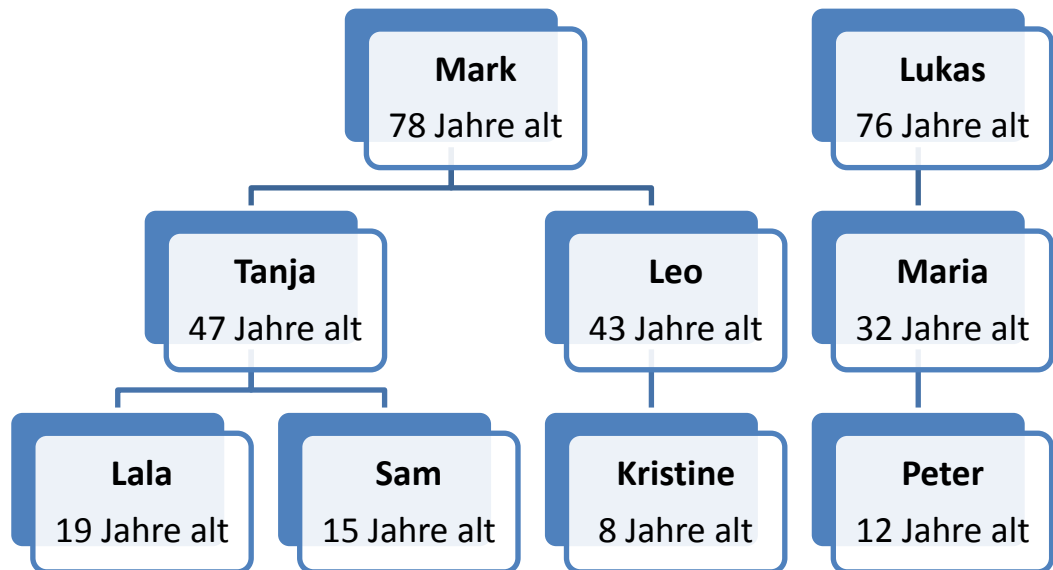 Mark
78 Jahre alt
Lukas
76 Jahre alt
Tanja
47 Jahre alt
Leo
43 Jahre alt
Maria
32 Jahre alt
Lala
19 Jahre alt
Sam
15 Jahre alt
Kristine
8 Jahre alt
Peter
12 Jahre alt